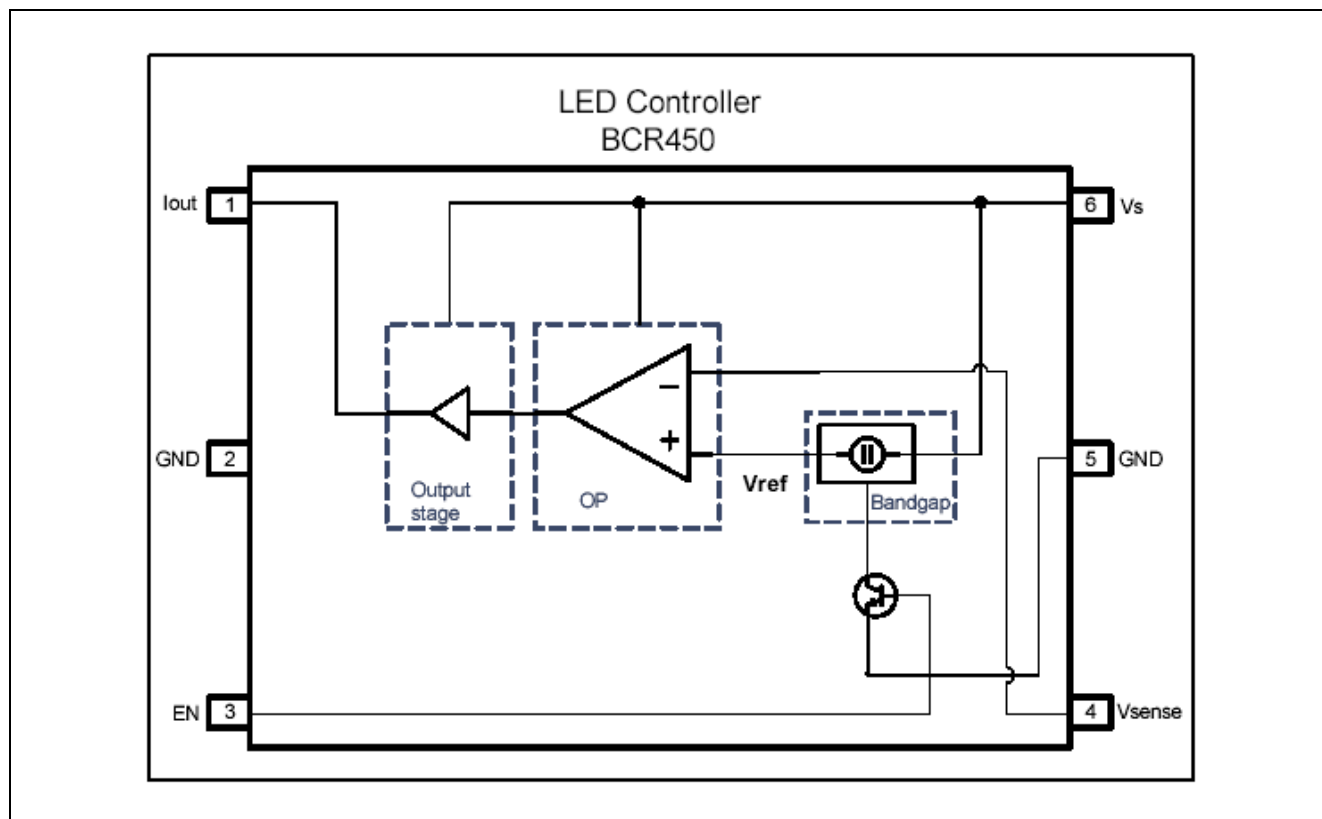 LED Controller
BCR450
Iout 1
6 Vs
−
+
GND 2
5 GND
Vref
Output
stage
OP
Bandgap
EN 3
4 Vsense